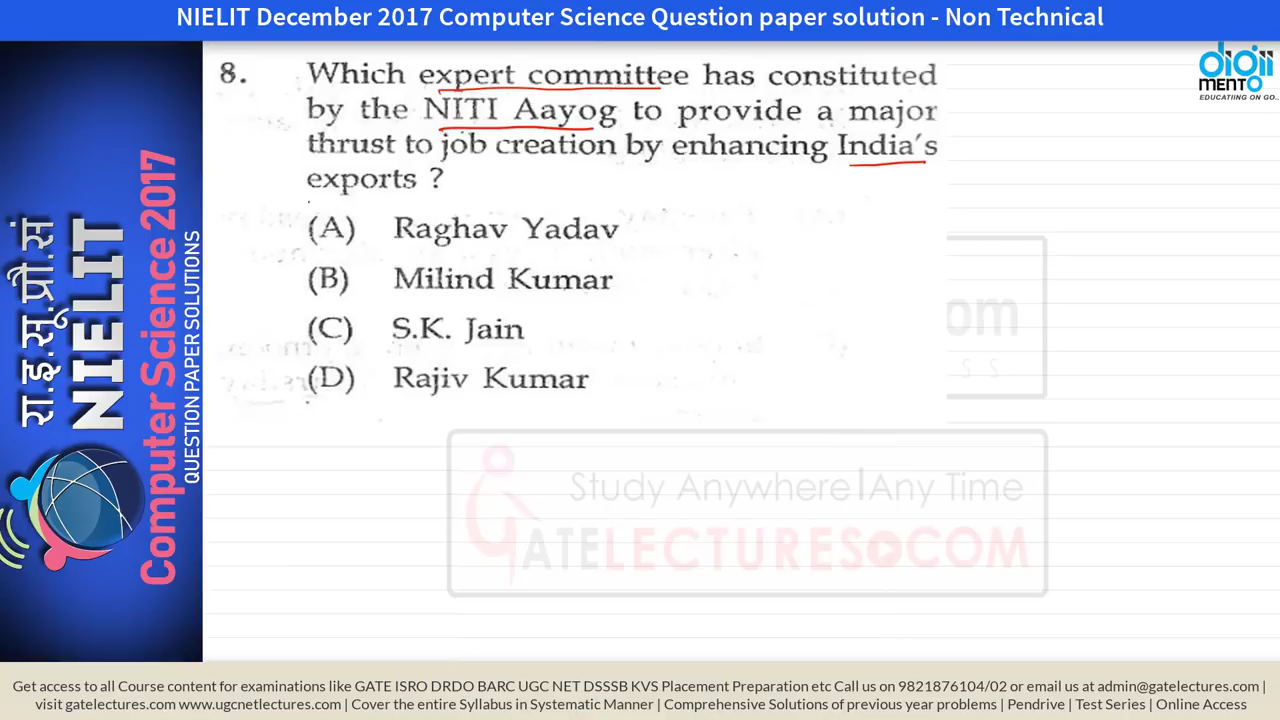 NIELIT December 2017 Computer Science Question paper solution - Non Technical
digii
MENTO
EDUCATIING ON GO..
रा.इ.सू.प्रौ.सं
NIELIT
Computer Science 2017
QUESTION PAPER SOLUTIONS
8. Which expert committee has constituted
by the NITI Aayog to provide a major
thrust to job creation by enhancing India's
exports ?
(A) Raghav Yadav
(B) Milind Kumar
(C) S.K. Jain
(D) Rajiv Kumar
om
S S
Study Anywhere Any Time
GATELECTURES.COM
Get access to all Course content for examinations like GATE ISRO DRDO BARC UGC NET DSSSB KVS Placement Preparation etc Call us on 9821876104/02 or email us at admin@gatelectures.com |
visit gatelectures.com www.ugcnetlectures.com | Cover the entire Syllabus in Systematic Manner | Comprehensive Solutions of previous year problems | Pendrive | Test Series | Online Access